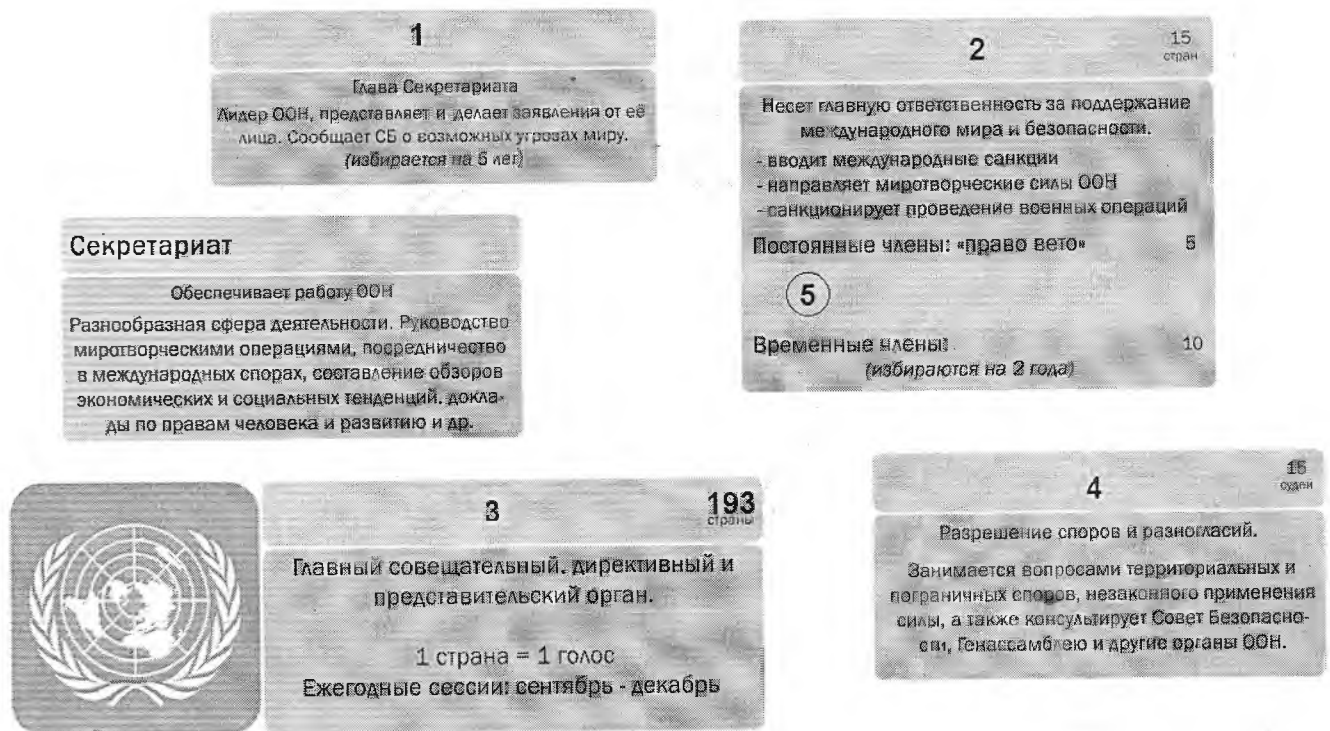 1
Глава Секретариата
Лидер ООН, представляет и делает заявления от её
лица. Сообщает СБ о возможных угрозах миру.
(избирается на 5 лет)
2
15
стран
Несет главную ответственность за поддержание
международного мира и безопасности.
- вводит международные санкции
- направляет миротворческие силы ООН
- санкционирует проведение военных операций
Постоянные члены: «право вето» 5
5
Временные члены: 10
(избираются на 2 года)
Секретариат
Обеспечивает работу ООН
Разнообразная сфера деятельности. Руководство
миротворческими операциями, посредничество
в международных спорах, составление обзоров
экономических и социальных тенденций, докла-
ды по правам человека и развитию и др.
3
193
страны
Главный совещательный, директивный и
представительский орган.
1 страна = 1 голос
Ежегодные сессии: сентябрь - декабрь
4
15
судей
Разрешение споров и разногласий.
Занимается вопросами территориальных и
пограничных споров, незаконного применения
силы, а также консультирует Совет Безопасно-
сти, Генассамблею и другие органы ООН.